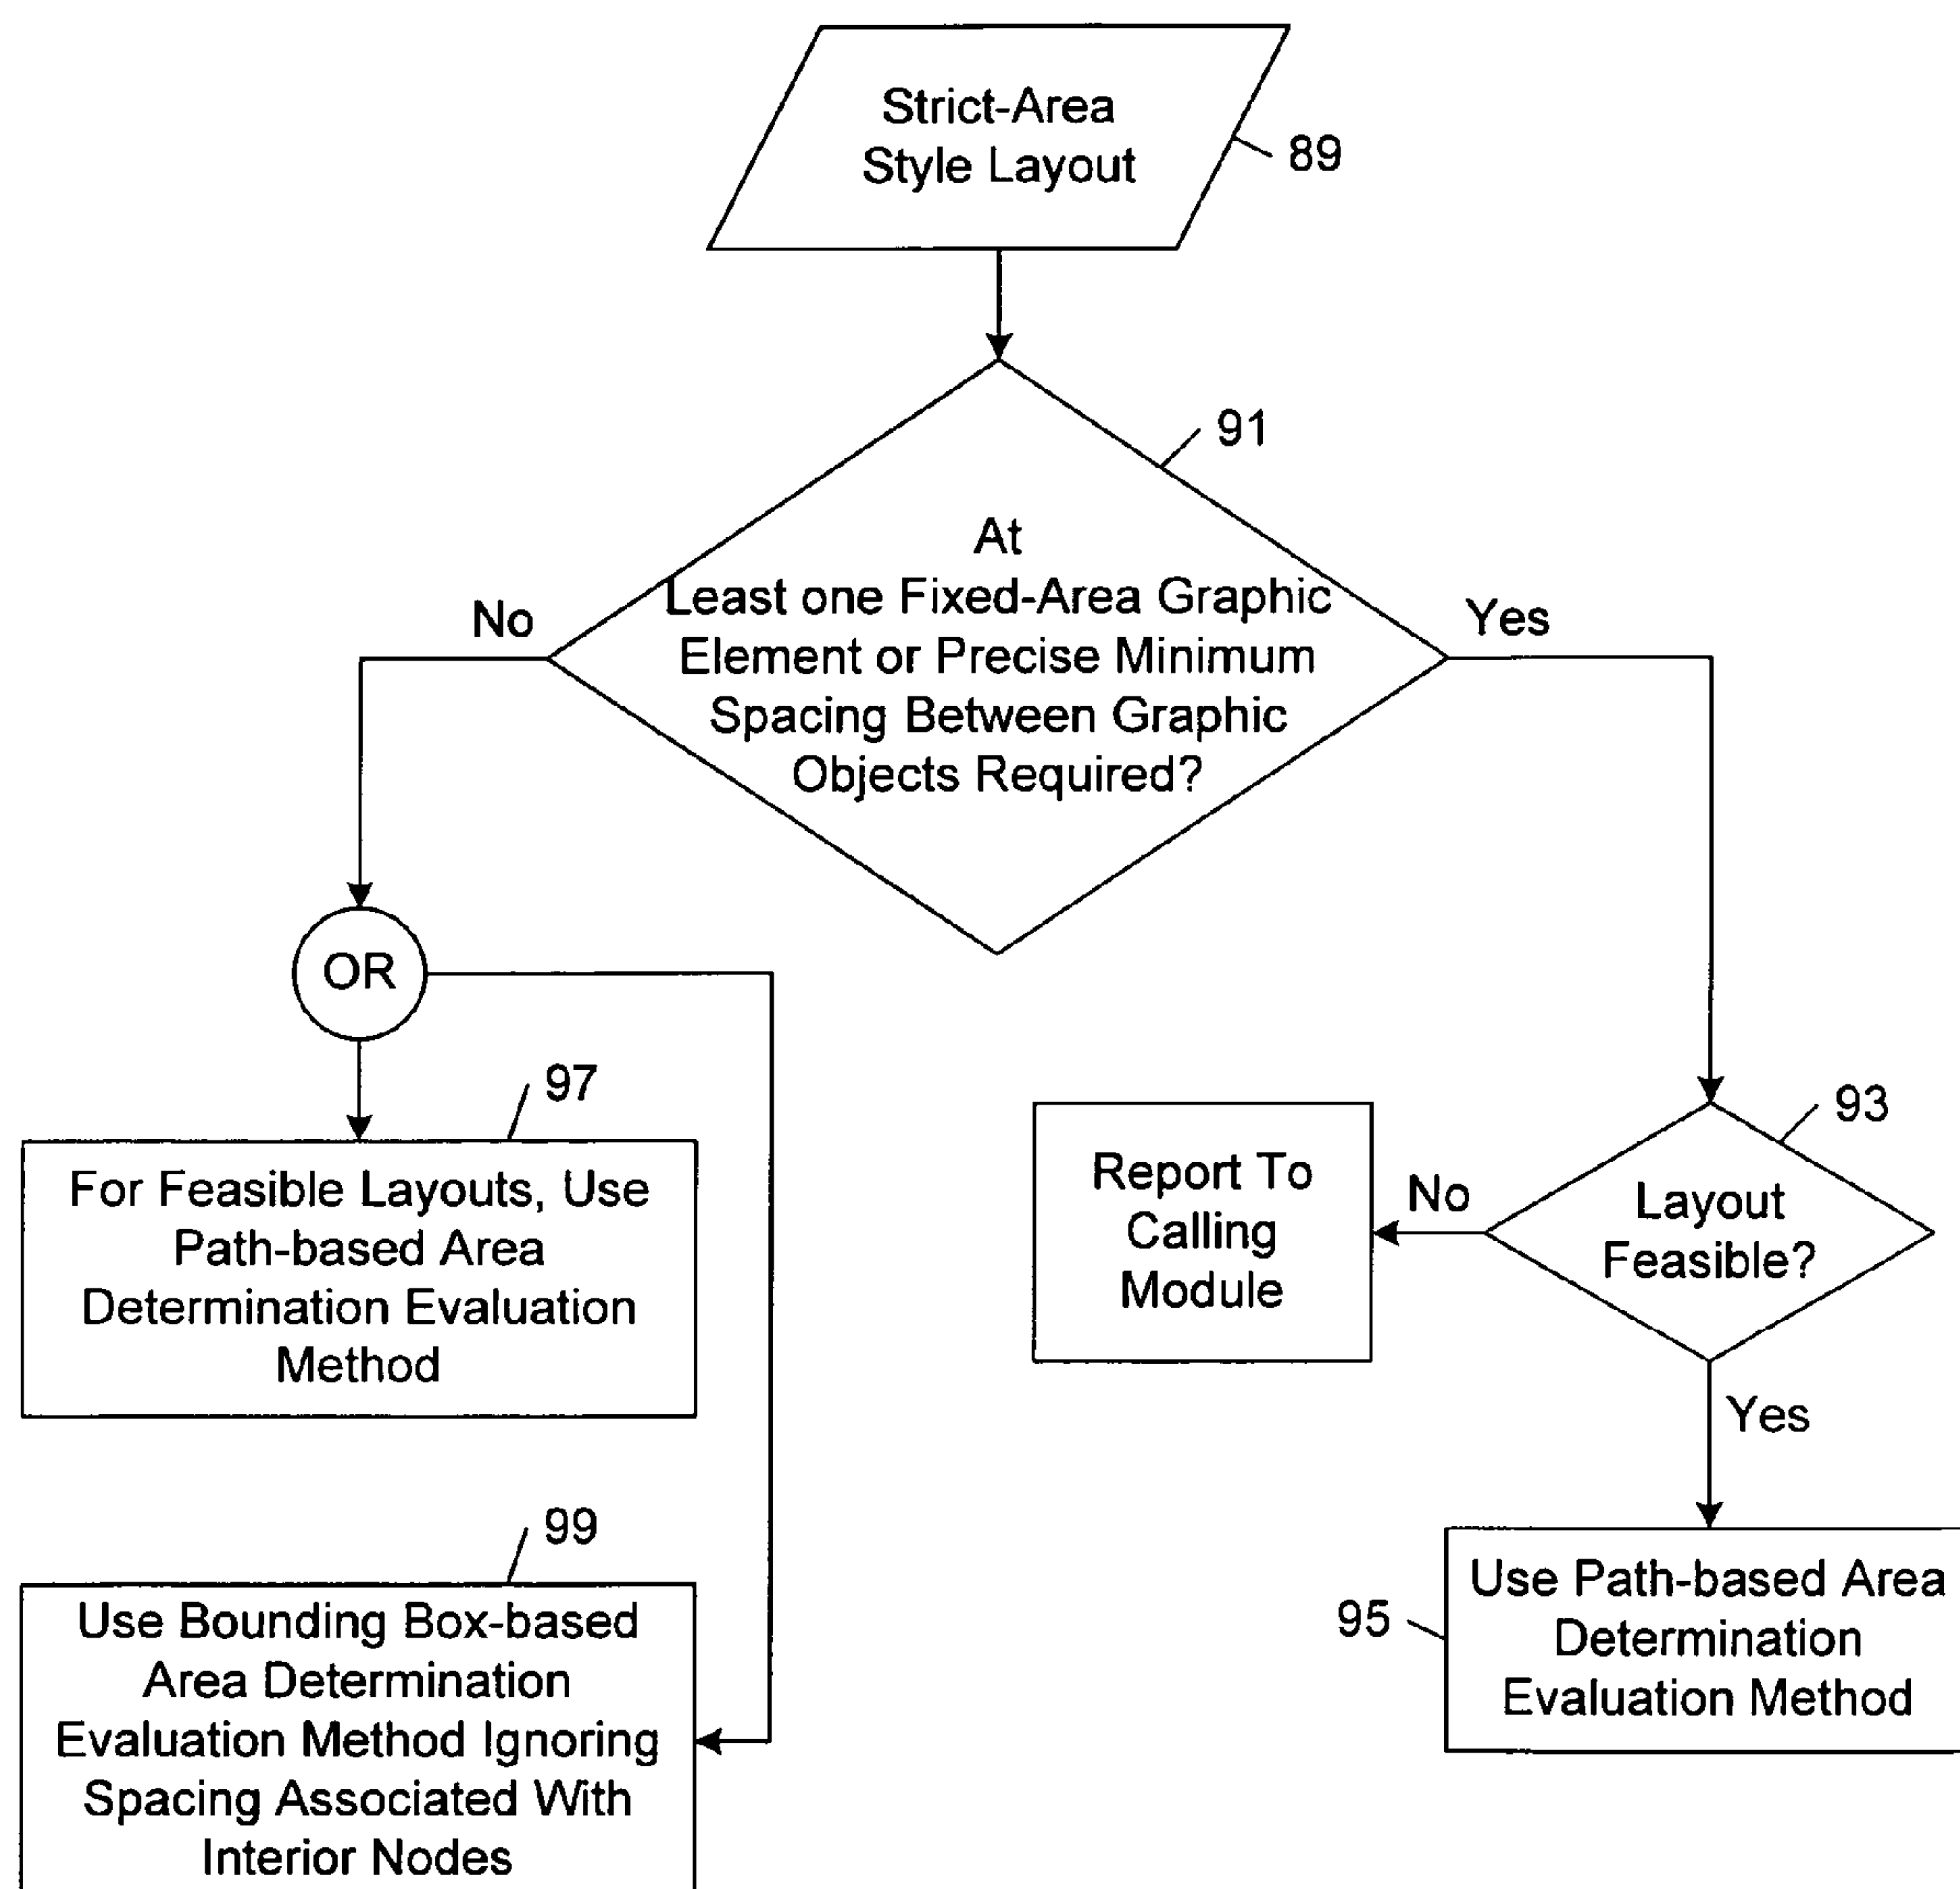 Strict-Area
Style Layout
89
91
At
Least one Fixed-Area Graphic
Element or Precise Minimum
Spacing Between Graphic
Objects Required?
No
Yes
OR
97
For Feasible Layouts, Use
Path-based Area
Determination Evaluation
Method
93
Layout
Feasible?
No
Report To
Calling
Module
Yes
99
Use Bounding Box-based
Area Determination
Evaluation Method Ignoring
Spacing Associated With
Interior Nodes
95
Use Path-based Area
Determination
Evaluation Method